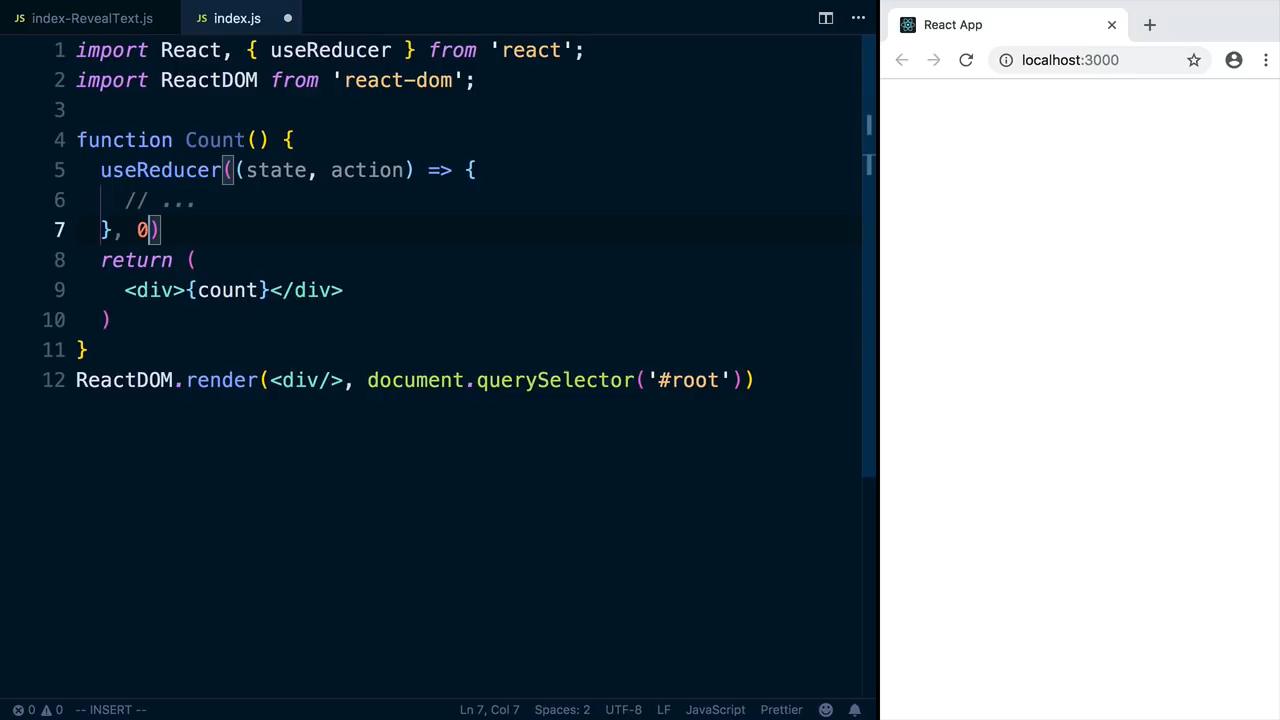 index-RevealText.js
index.js
React App
localhost:3000
1 import React, { useReducer } from 'react';
2 import ReactDOM from 'react-dom';
3
4 function Count() {
5   useReducer((state, action) => {
6     // ...
7   }, 0)
8   return (
9     <div>{count}</div>
10   )
11 }
12 ReactDOM.render(<div/>, document.querySelector('#root'))
0 0 -- INSERT -- Ln 7, Col 7 Spaces: 2 UTF-8 LF JavaScript Prettier